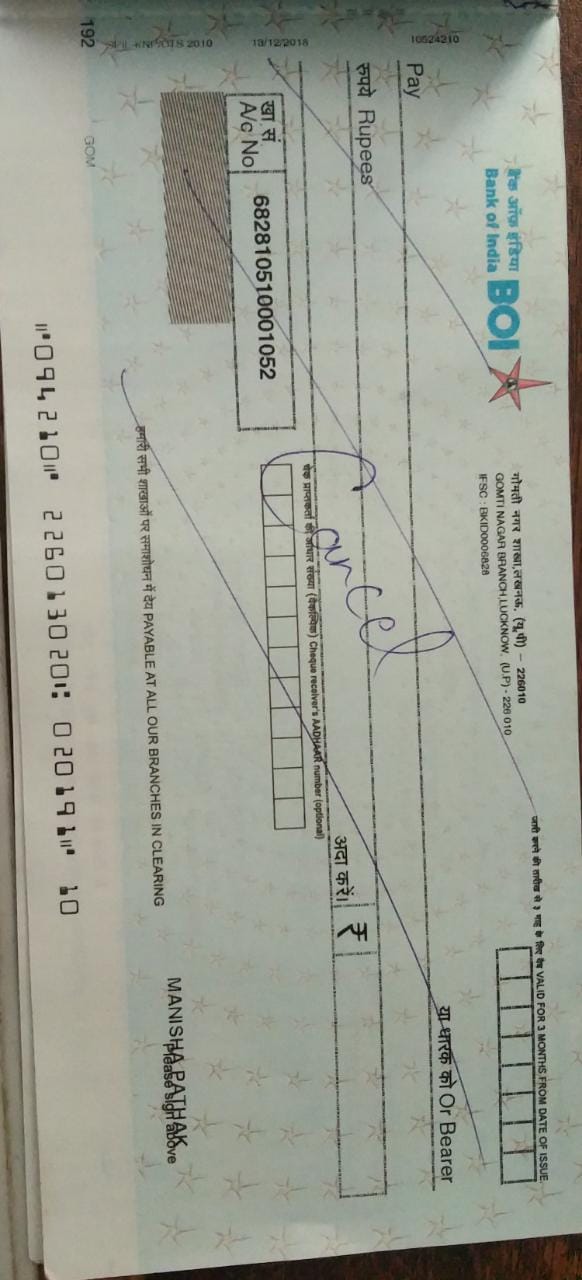 बैंक ऑफ़ इंडिया
Bank of India
BOI
गोमती नगर शाखा,लखनऊ, (यू.पी) - 226010
GOMTI NAGAR BRANCH,LUCKNOW, (U.P) - 226 010
IFSC : BKID0006828
जारी करने की तारीख से 3 माह के लिए वैध VALID FOR 3 MONTHS FROM DATE OF ISSUE
Pay
या धारक को Or Bearer
रुपये Rupees
Cancel
अदा करें। ₹
खा.सं.
A/c No
682810510001052
चेक प्राप्तकर्ता की आधार संख्या (वैकल्पिक) Cheque receiver's AADHAAR number (optional)
हमारी सभी शाखाओं पर समाशोधन में देय PAYABLE AT ALL OUR BRANCHES IN CLEARING
MANISHA PATHAK
Please sign above
10524210
13/12/2018
2010
192
GOM
⑈094210⑈ 226013020⑆ 020191⑈ 10